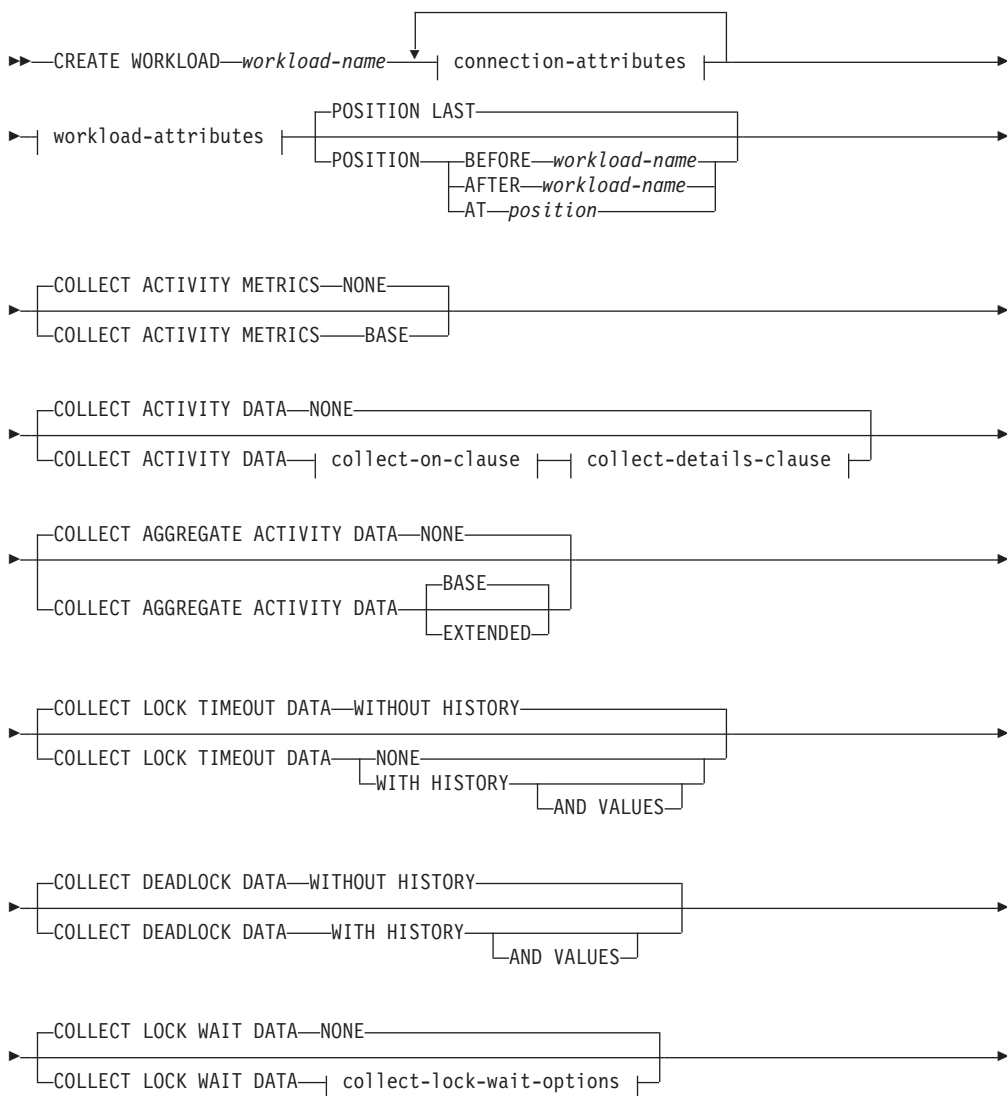 CREATE WORKLOAD workload-name connection-attributes
workload-attributes
POSITION LAST
POSITION BEFORE workload-name
AFTER workload-name
AT position
COLLECT ACTIVITY METRICS NONE
COLLECT ACTIVITY METRICS BASE
COLLECT ACTIVITY DATA NONE
COLLECT ACTIVITY DATA collect-on-clause collect-details-clause
COLLECT AGGREGATE ACTIVITY DATA NONE
COLLECT AGGREGATE ACTIVITY DATA
BASE
EXTENDED
COLLECT LOCK TIMEOUT DATA WITHOUT HISTORY
COLLECT LOCK TIMEOUT DATA NONE
WITH HISTORY
AND VALUES
COLLECT DEADLOCK DATA WITHOUT HISTORY
COLLECT DEADLOCK DATA WITH HISTORY
AND VALUES
COLLECT LOCK WAIT DATA NONE
COLLECT LOCK WAIT DATA collect-lock-wait-options